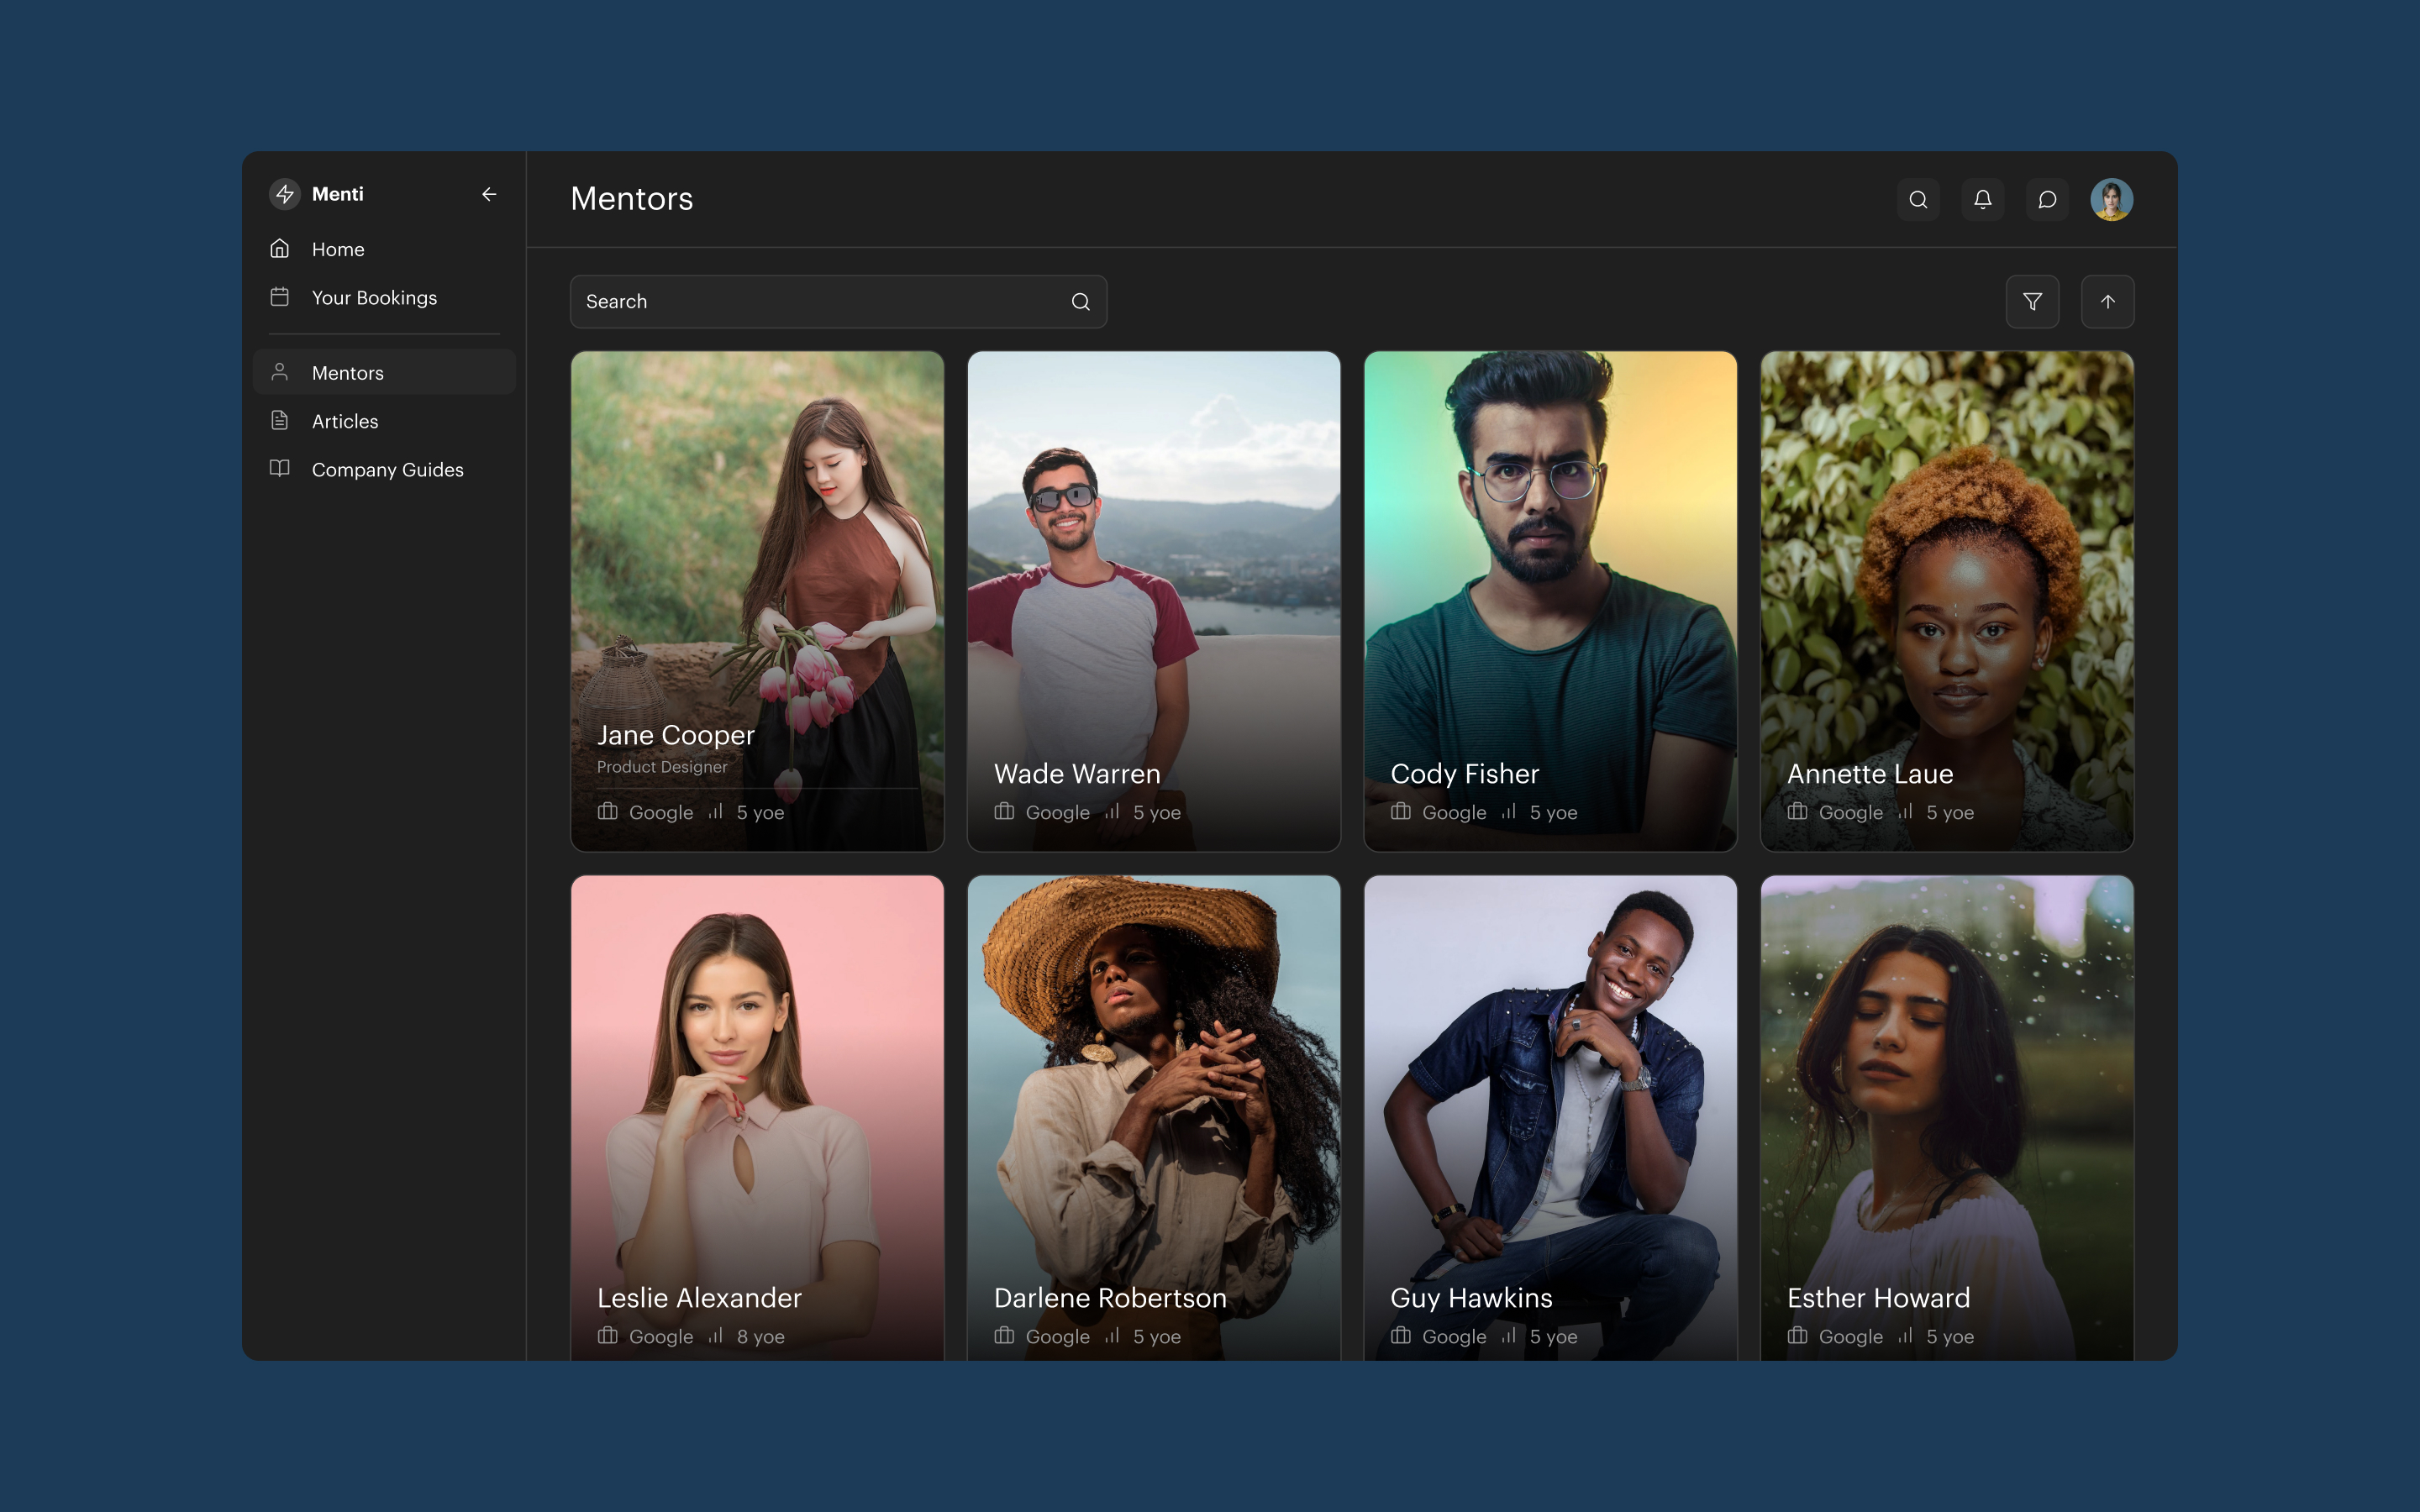 Menti
Home
Your Bookings
Mentors
Articles
Company Guides
Mentors
Search
Jane Cooper
Product Designer
Google 5 yoe
Wade Warren
Google 5 yoe
Cody Fisher
Google 5 yoe
Annette Laue
Google 5 yoe
Leslie Alexander
Google 8 yoe
Darlene Robertson
Google 5 yoe
Guy Hawkins
Google 5 yoe
Esther Howard
Google 5 yoe